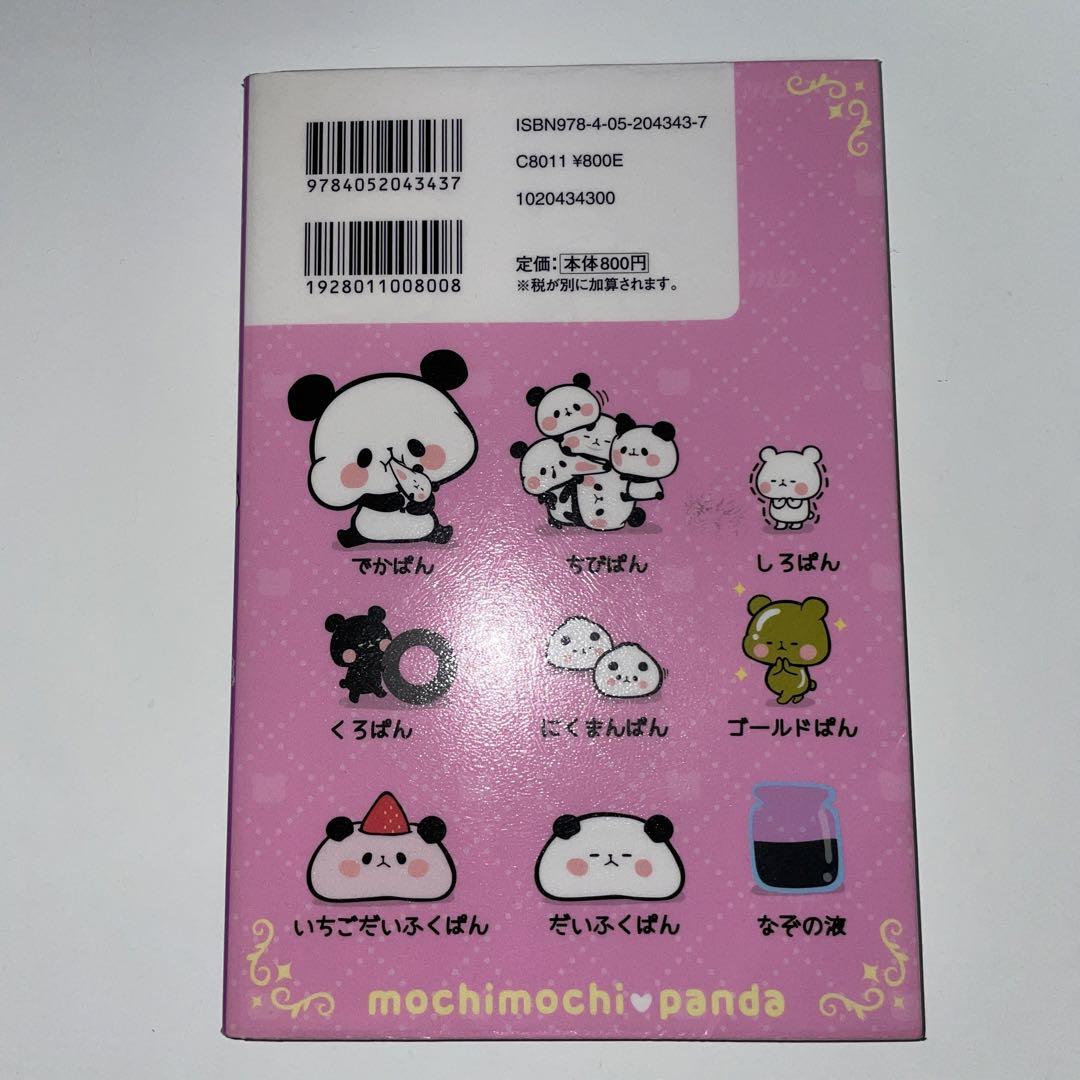 ISBN978-4-05-204343-7
9784052043437
C8011 ¥800E
1020434300
1928011008008
定価：本体800円
※税が別に加算されます。
でかぱん
ちびぱん
しろぱん
くろぱん
にくまんぱん
ゴールドぱん
いちごだいふくぱん
だいふくぱん
なぞの液
mochimochi♥panda